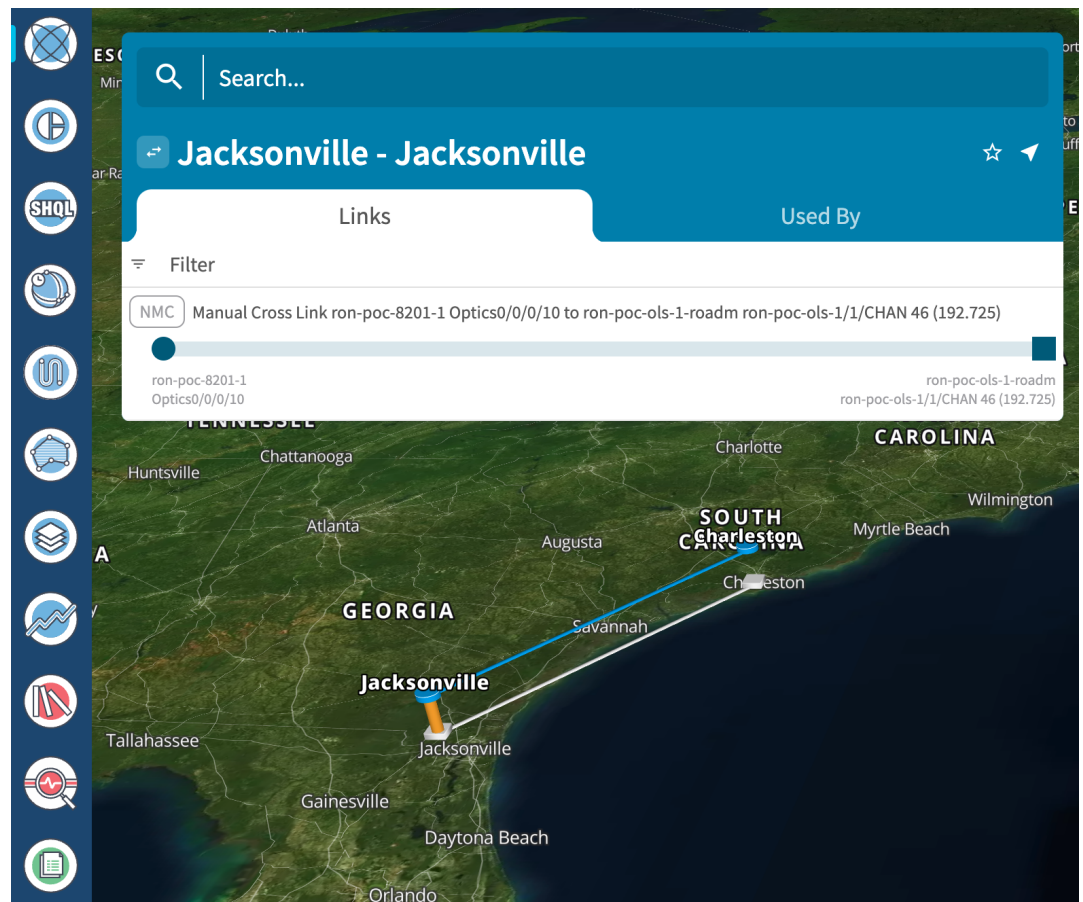 Search...
Jacksonville - Jacksonville
Links
Used By
SHQL
Filter
NMC
Manual Cross Link ron-poc-8201-1 Optics0/0/0/10 to ron-poc-ols-1-roadm ron-poc-ols-1/1/CHAN 46 (192.725)
ron-poc-8201-1
ron-poc-ols-1-roadm
Optics0/0/0/10
ron-poc-ols-1/1/CHAN 46 (192.725)
TENNESSEE
CAROLINA
Charlotte
Chattanooga
Huntsville
Wilmington
SOUTH
CAROLINA
Charleston
Atlanta
Myrtle Beach
Augusta
A
Charleston
GEORGIA
Savannah
Jacksonville
Tallahassee
Jacksonville
Gainesville
Daytona Beach
Orlando